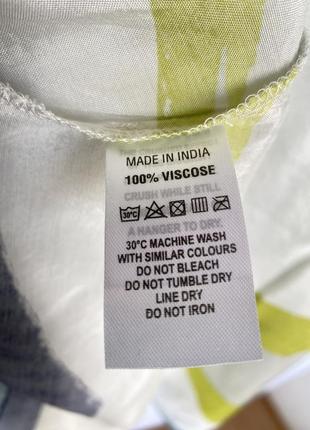 MADE IN INDIA
100% VISCOSE
CRUSH WHILE STILL
30°C
A HANGER TO DRY.
30°C MACHINE WASH
WITH SIMILAR COLOURS
DO NOT BLEACH
DO NOT TUMBLE DRY
LINE DRY
DO NOT IRON